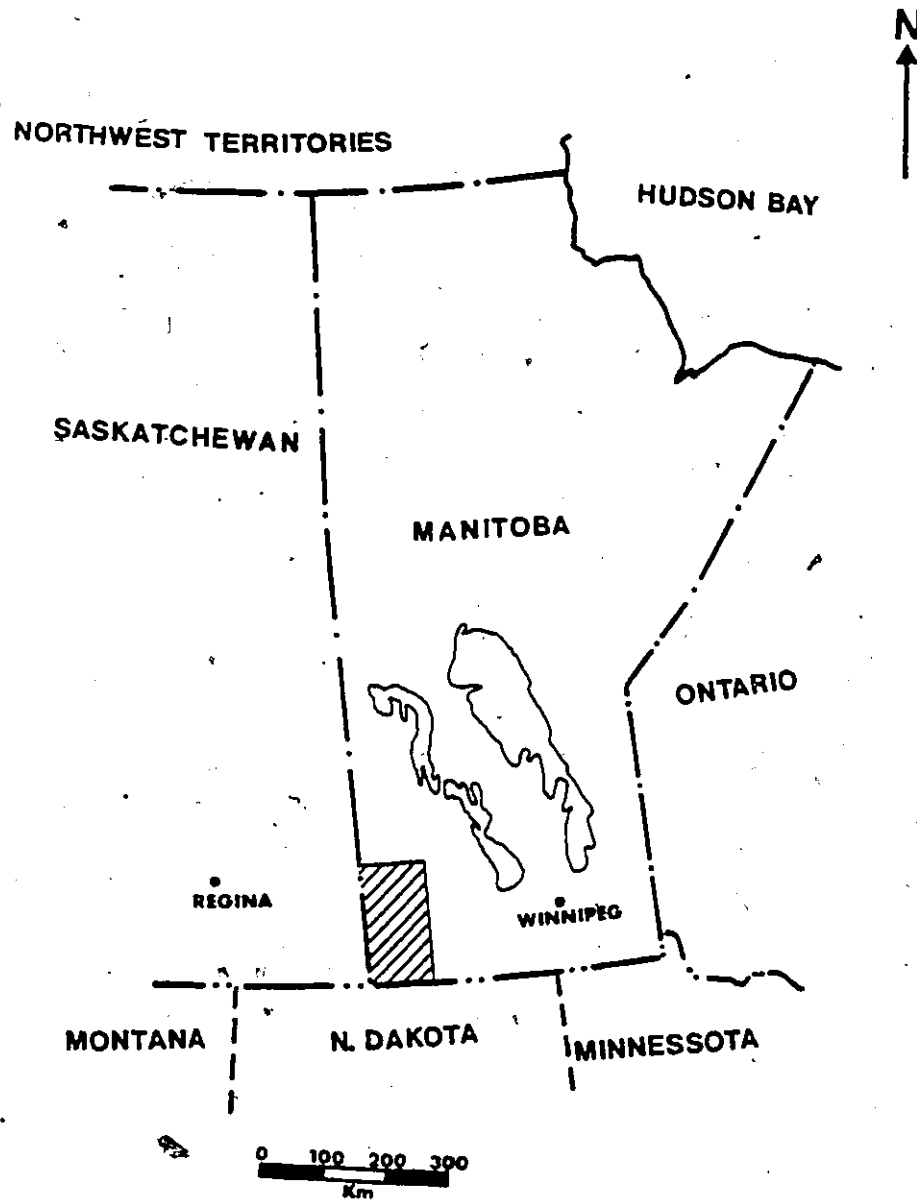 N
NORTHWEST TERRITORIES
HUDSON BAY
SASKATCHEWAN
MANITOBA
ONTARIO
REGINA
WINNIPEG
MONTANA
N. DAKOTA
MINNESSOTA
0 100 200 300
Km